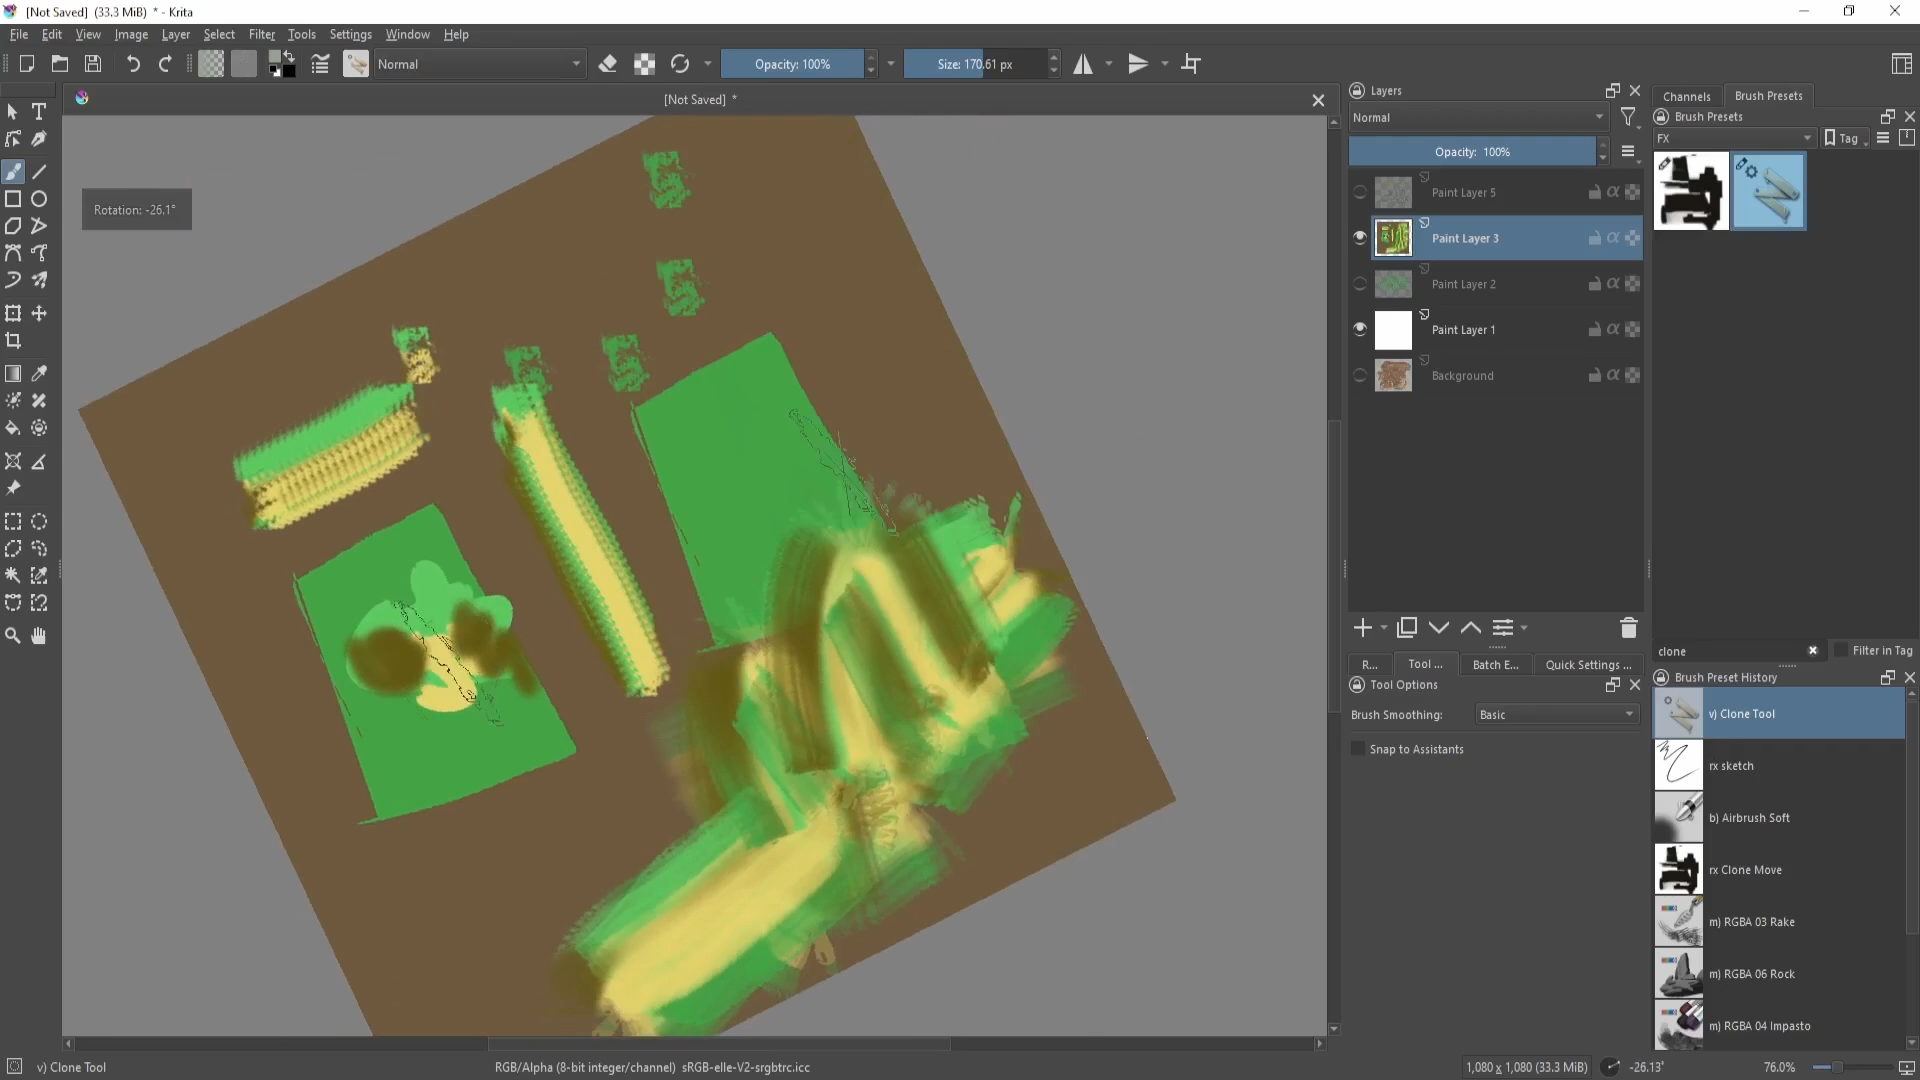 [Not Saved]  (33.3 MiB)  * - Krita
File Edit View Image Layer Select Filter Tools Settings Window Help
Normal
Opacity: 100%
Size: 170.61 px
[Not Saved] *
Rotation: -26.1°
Layers
Normal
Opacity: 100%
Paint Layer 5
Paint Layer 3
Paint Layer 2
Paint Layer 1
Background
R... Tool ... Batch E... Quick Settings ...
Tool Options
Brush Smoothing: Basic
Snap to Assistants
Channels Brush Presets
Brush Presets
FX
Tag
clone
Filter in Tag
Brush Preset History
v) Clone Tool
rx sketch
b) Airbrush Soft
rx Clone Move
m) RGBA 03 Rake
m) RGBA 06 Rock
m) RGBA 04 Impasto
v) Clone Tool
RGB/Alpha (8-bit integer/channel)  sRGB-elle-V2-srgbtrc.icc
1,080 x 1,080 (33.3 MiB)
-26.13°
76.0%